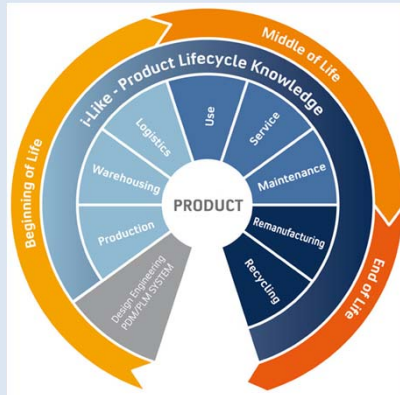 Beginning of Life
Middle of Life
End of Life
i-Like - Product Lifecycle Knowledge
Design Engineering
PDM/PLM SYSTEM
Production
Warehousing
Logistics
Use
Service
Maintenance
Remanufacturing
Recycling
PRODUCT